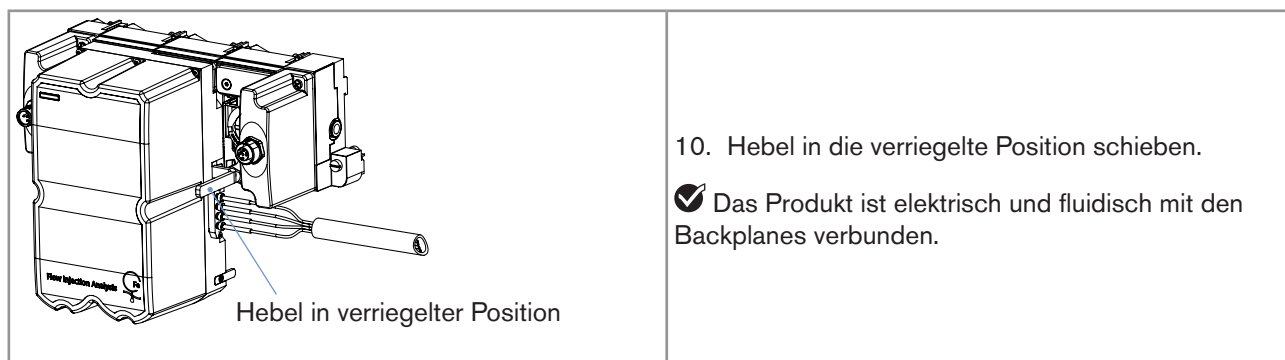 Flow Injection Analysis
Fe
Hebel in verriegelter Position
10. Hebel in die verriegelte Position schieben.
Das Produkt ist elektrisch und fluidisch mit den
Backplanes verbunden.